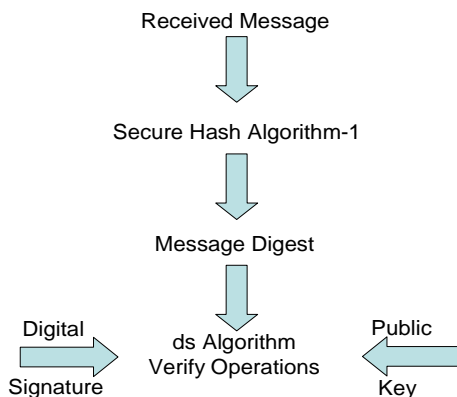 Received Message
Secure Hash Algorithm-1
Message Digest
Digital
Signature
ds Algorithm
Verify Operations
Public
Key